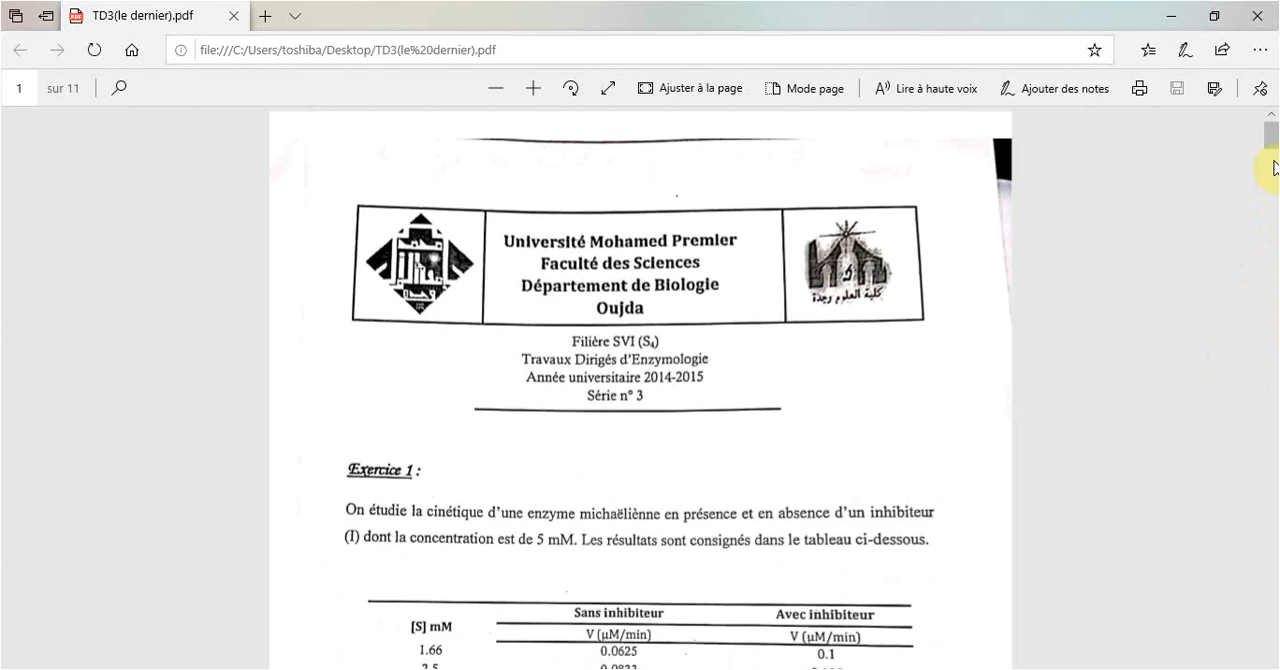 TD3(le dernier).pdf
file:///C:/Users/toshiba/Desktop/TD3(le%20dernier).pdf
1 sur 11 Ajuster à la page Mode page Lire à haute voix Ajouter des notes
Université Mohamed Premier
Faculté des Sciences
Département de Biologie
Oujda
كلية العلوم وجدة
Filière SVI (S₄)
Travaux Dirigés d'Enzymologie
Année universitaire 2014-2015
Série n° 3
Exercice 1 :
On étudie la cinétique d'une enzyme michaëliènne en présence et en absence d'un inhibiteur
(I) dont la concentration est de 5 mM. Les résultats sont consignés dans le tableau ci-dessous.
Sans inhibiteur Avec inhibiteur
[S] mM
V (µM/min) V (µM/min)
1.66 0.0625 0.1